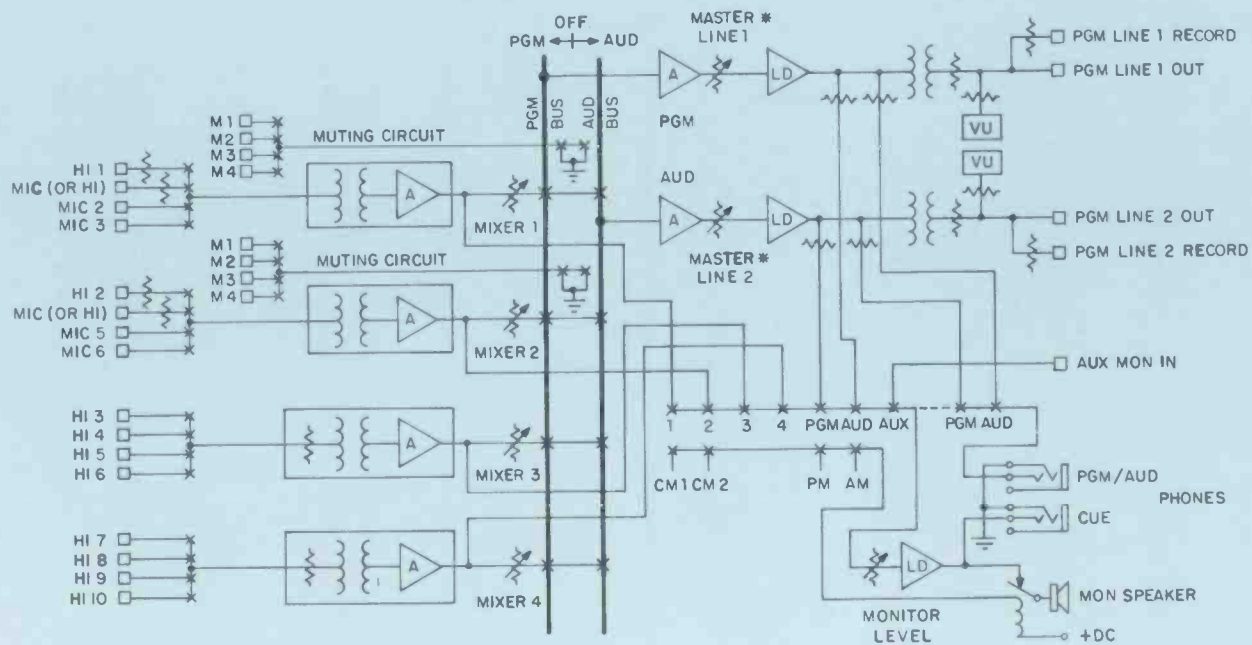 OFF
PGM AUD
MASTER *
LINE 1
A
LD
PGM
PGM LINE 1 RECORD
PGM LINE 1 OUT
VU
PGM BUS
AUD BUS
M1
M2
M3
M4
MUTING CIRCUIT
HI 1
MIC (OR HI)
MIC 2
MIC 3
A
MIXER 1
AUD
A
LD
MASTER *
LINE 2
VU
PGM LINE 2 OUT
PGM LINE 2 RECORD
M1
M2
M3
M4
MUTING CIRCUIT
HI 2
MIC (OR HI)
MIC 5
MIC 6
A
MIXER 2
AUX MON IN
1 2 3 4 PGM AUD AUX PGM AUD
HI 3
HI 4
HI 5
HI 6
A
MIXER 3
CM1 CM2 PM AM
PGM/AUD
PHONES
CUE
HI 7
HI 8
HI 9
HI 10
A
MIXER 4
LD
MONITOR
LEVEL
MON SPEAKER
+DC